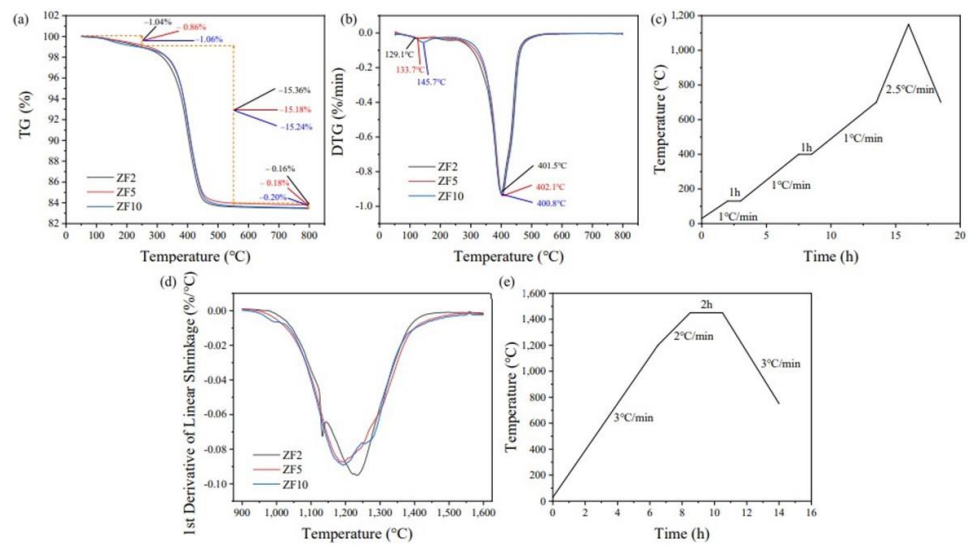 (a)
102
100
98
96
94
92
90
88
86
84
82
TG (%)
−1.04%
− 0.86%
−1.06%
−15.36%
−15.18%
−15.24%
− 0.16%
− 0.18%
−0.20%
ZF2
ZF5
ZF10
0 100 200 300 400 500 600 700 800
Temperature (°C)
(b)
0.0
-0.2
-0.4
-0.6
-0.8
-1.0
DTG (%/min)
129.1°C
133.7°C
145.7°C
ZF2
ZF5
ZF10
401.5°C
402.1°C
400.8°C
0 100 200 300 400 500 600 700 800
Temperature (°C)
(c)
1,200
1,000
800
600
400
200
0
Temperature (°C)
1h
1°C/min
1°C/min
1h
1°C/min
2.5°C/min
0 5 10 15 20
Time (h)
(d)
0.00
-0.02
-0.04
-0.06
-0.08
-0.10
1st Derivative of Linear Shrinkage (%/°C)
ZF2
ZF5
ZF10
900 1,000 1,100 1,200 1,300 1,400 1,500 1,600
Temperature (°C)
(e)
1,600
1,400
1,200
1,000
800
600
400
200
0
Temperature (°C)
2h
2°C/min
3°C/min
3°C/min
0 2 4 6 8 10 12 14 16
Time (h)